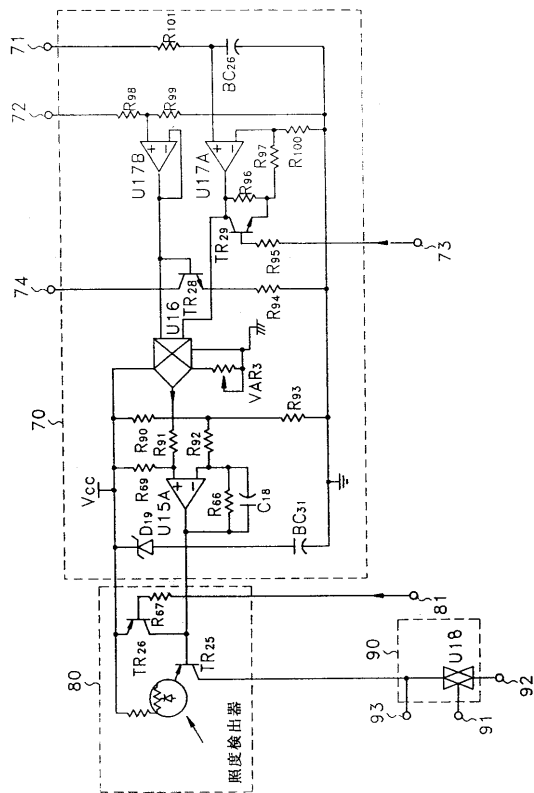 70
71
72
74
73
80
81
90
91
92
93
Vcc
照度検出器
TR26
R67
TR25
U18
D19
U15A
R69
R66
C18
BC31
R90
R91
R92
R93
VAR3
U16
TR28
R94
TR29
R95
U17B
U17A
R96
R97
R98
R99
R100
R101
BC26
+
−
+
−
+
−